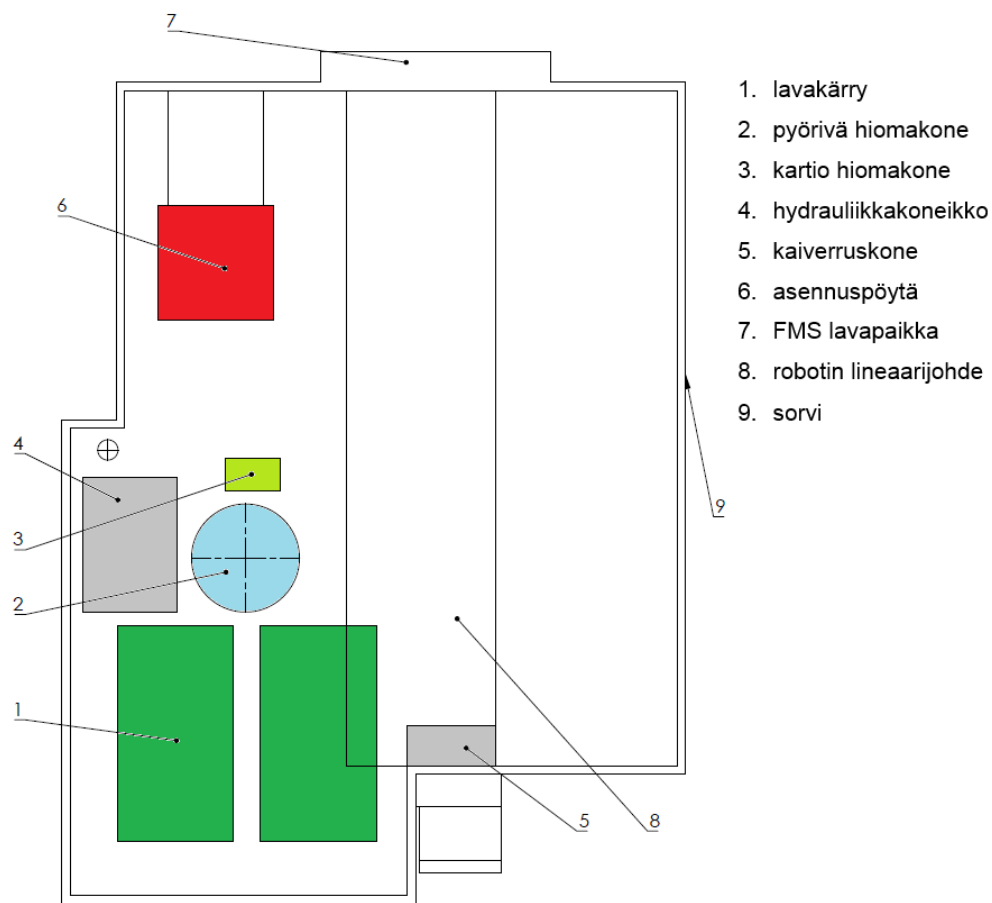 7
6
4
3
2
1
5
8
9
1. lavakärry
2. pyörivä hiomakone
3. kartio hiomakone
4. hydrauliikkakoneikko
5. kaiverruskone
6. asennuspöytä
7. FMS lavapaikka
8. robotin lineaarijohde
9. sorvi